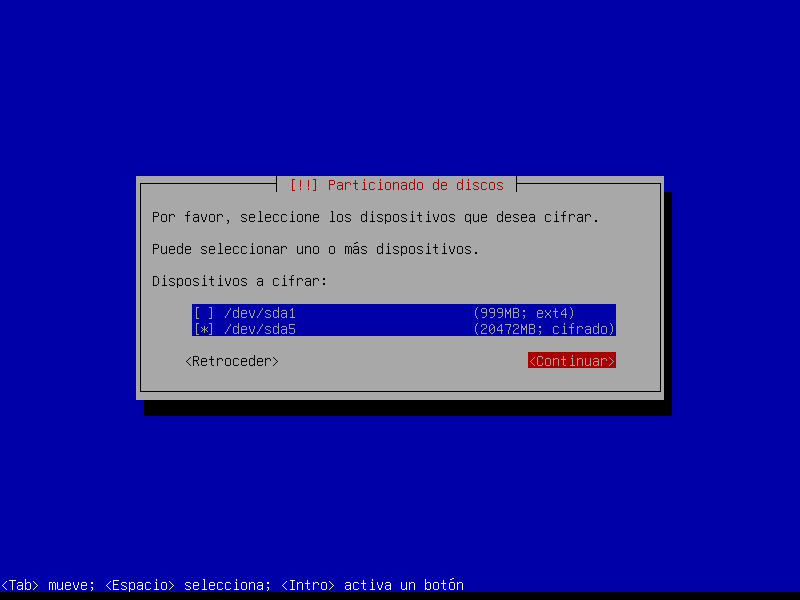 [!!] Particionado de discos
Por favor, seleccione los dispositivos que desea cifrar.
Puede seleccionar uno o más dispositivos.
Dispositivos a cifrar:
[ ] /dev/sda1 (999MB; ext4)
[*] /dev/sda5 (20472MB; cifrado)
<Retroceder> <Continuar>
<Tab> mueve; <Espacio> selecciona; <Intro> activa un botón